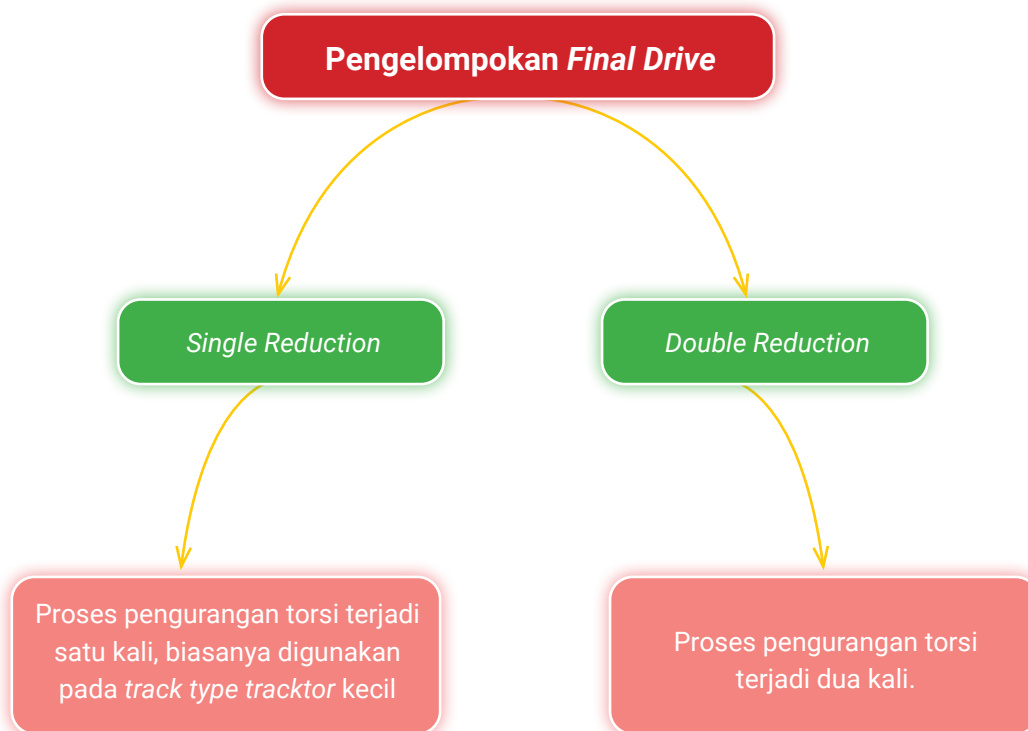 Pengelompokan Final Drive
Single Reduction
Double Reduction
Proses pengurangan torsi terjadi
satu kali, biasanya digunakan
pada track type tracktor kecil
Proses pengurangan torsi
terjadi dua kali.